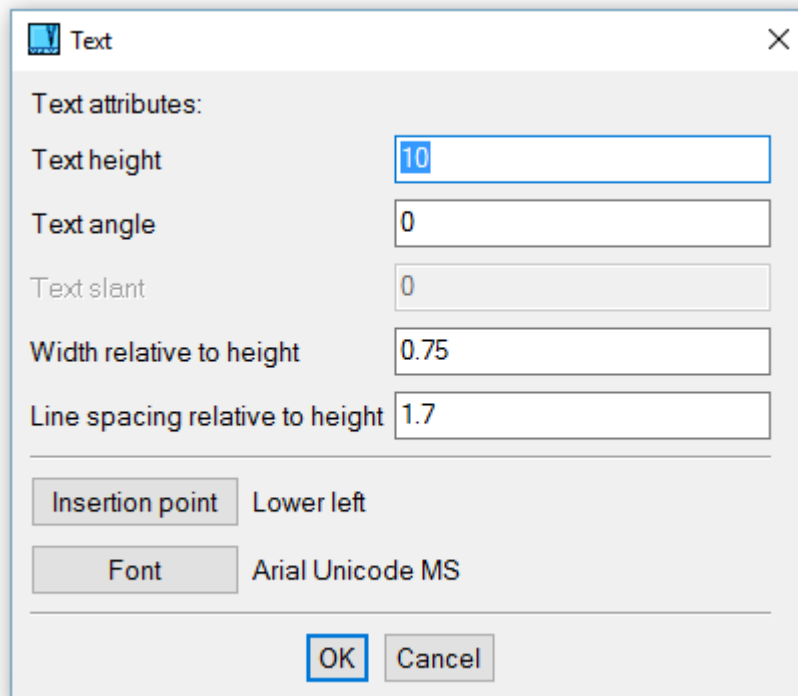 Text
Text attributes:
Text height 10
Text angle 0
Text slant 0
Width relative to height 0.75
Line spacing relative to height 1.7
Insertion point Lower left
Font Arial Unicode MS
OK Cancel